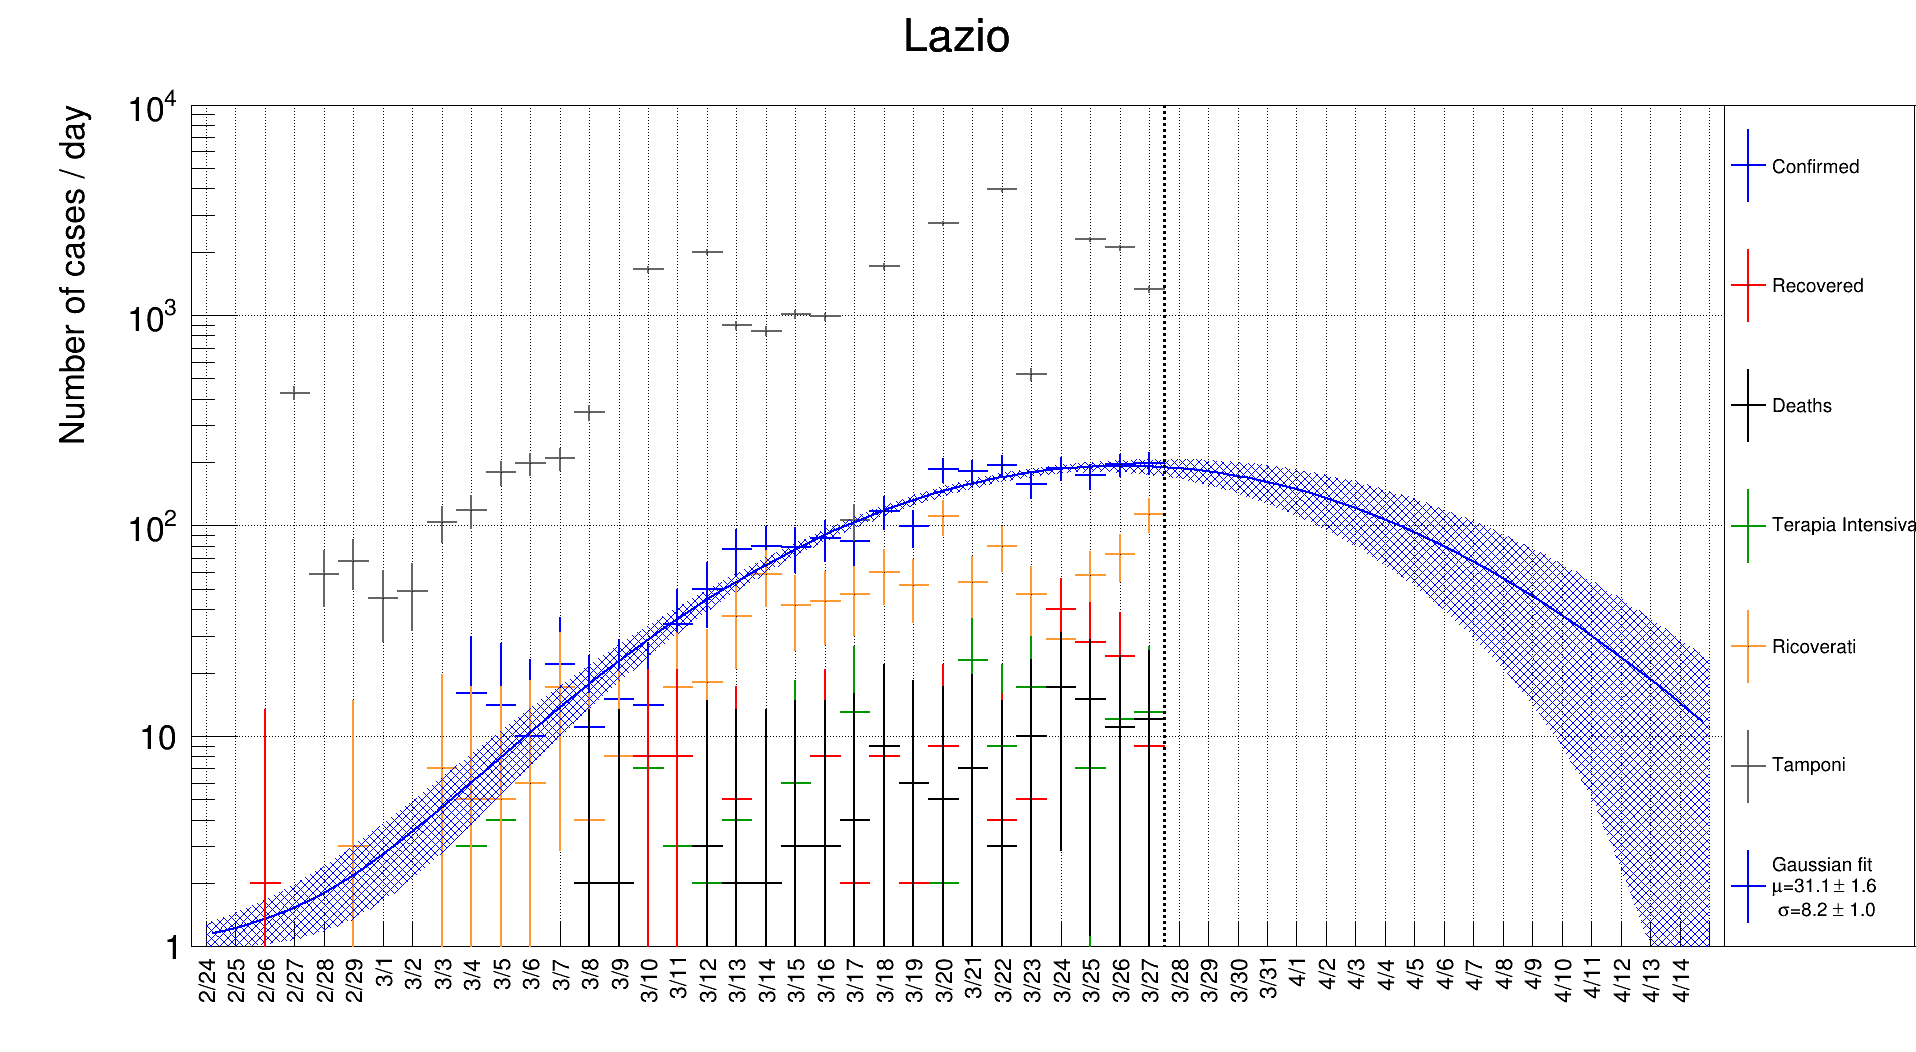 Lazio
Number of cases / day
10^4
10^3
10^2
10
1
2/24 2/25 2/26 2/27 2/28 2/29 3/1 3/2 3/3 3/4 3/5 3/6 3/7 3/8 3/9 3/10 3/11 3/12 3/13 3/14 3/15 3/16 3/17 3/18 3/19 3/20 3/21 3/22 3/23 3/24 3/25 3/26 3/27 3/28 3/29 3/30 3/31 4/1 4/2 4/3 4/4 4/5 4/6 4/7 4/8 4/9 4/10 4/11 4/12 4/13 4/14
Confirmed
Recovered
Deaths
Terapia Intensiva
Ricoverati
Tamponi
Gaussian fit
μ=31.1 ± 1.6
σ=8.2 ± 1.0